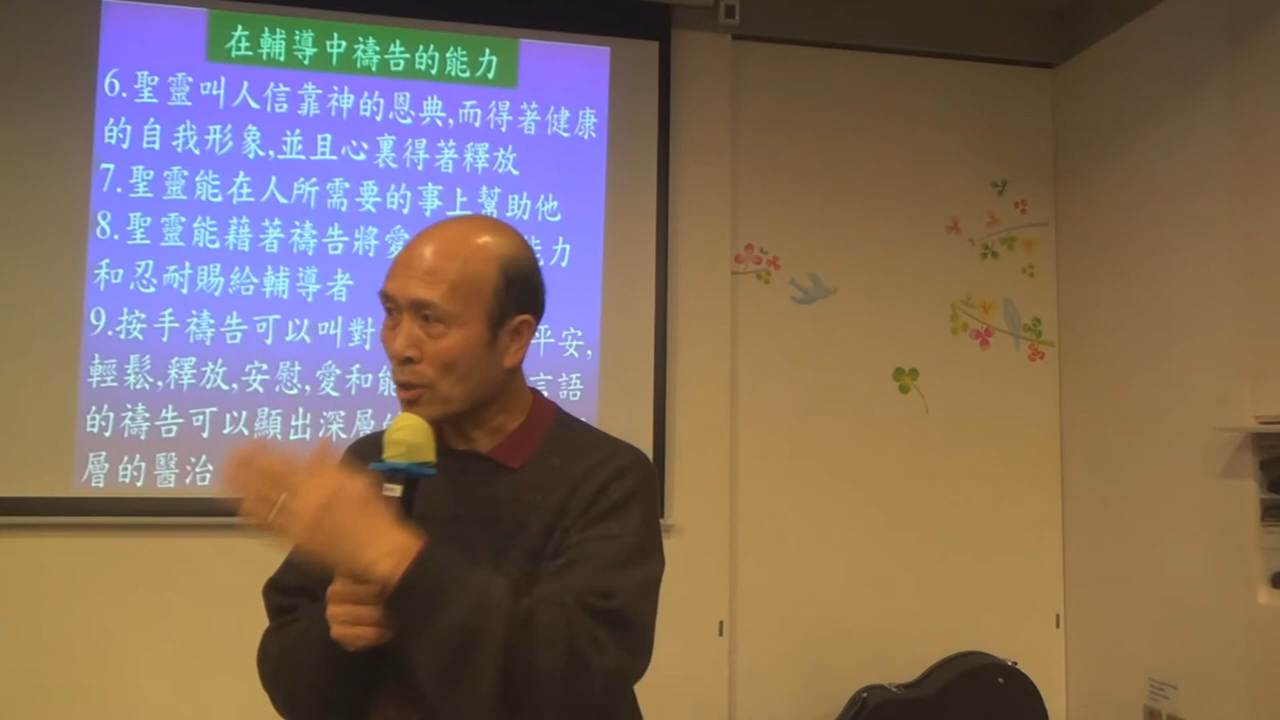 在輔導中禱告的能力
6.聖靈叫人信靠神的恩典,而得著健康
的自我形象,並且心裏得著釋放
7.聖靈能在人所需要的事上幫助他
8.聖靈能藉著禱告將愛 能力
和忍耐賜給輔導者
9.按手禱告可以叫對 平安,
輕鬆,釋放,安慰,愛和能 言語
的禱告可以顯出深層
層的醫治